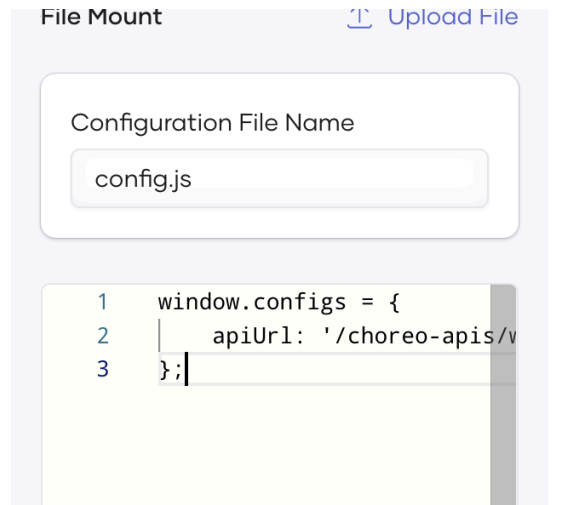 File Mount
Upload File
Configuration File Name
config.js
1 window.configs = {
2 apiUrl: '/choreo-apis/w
3 };